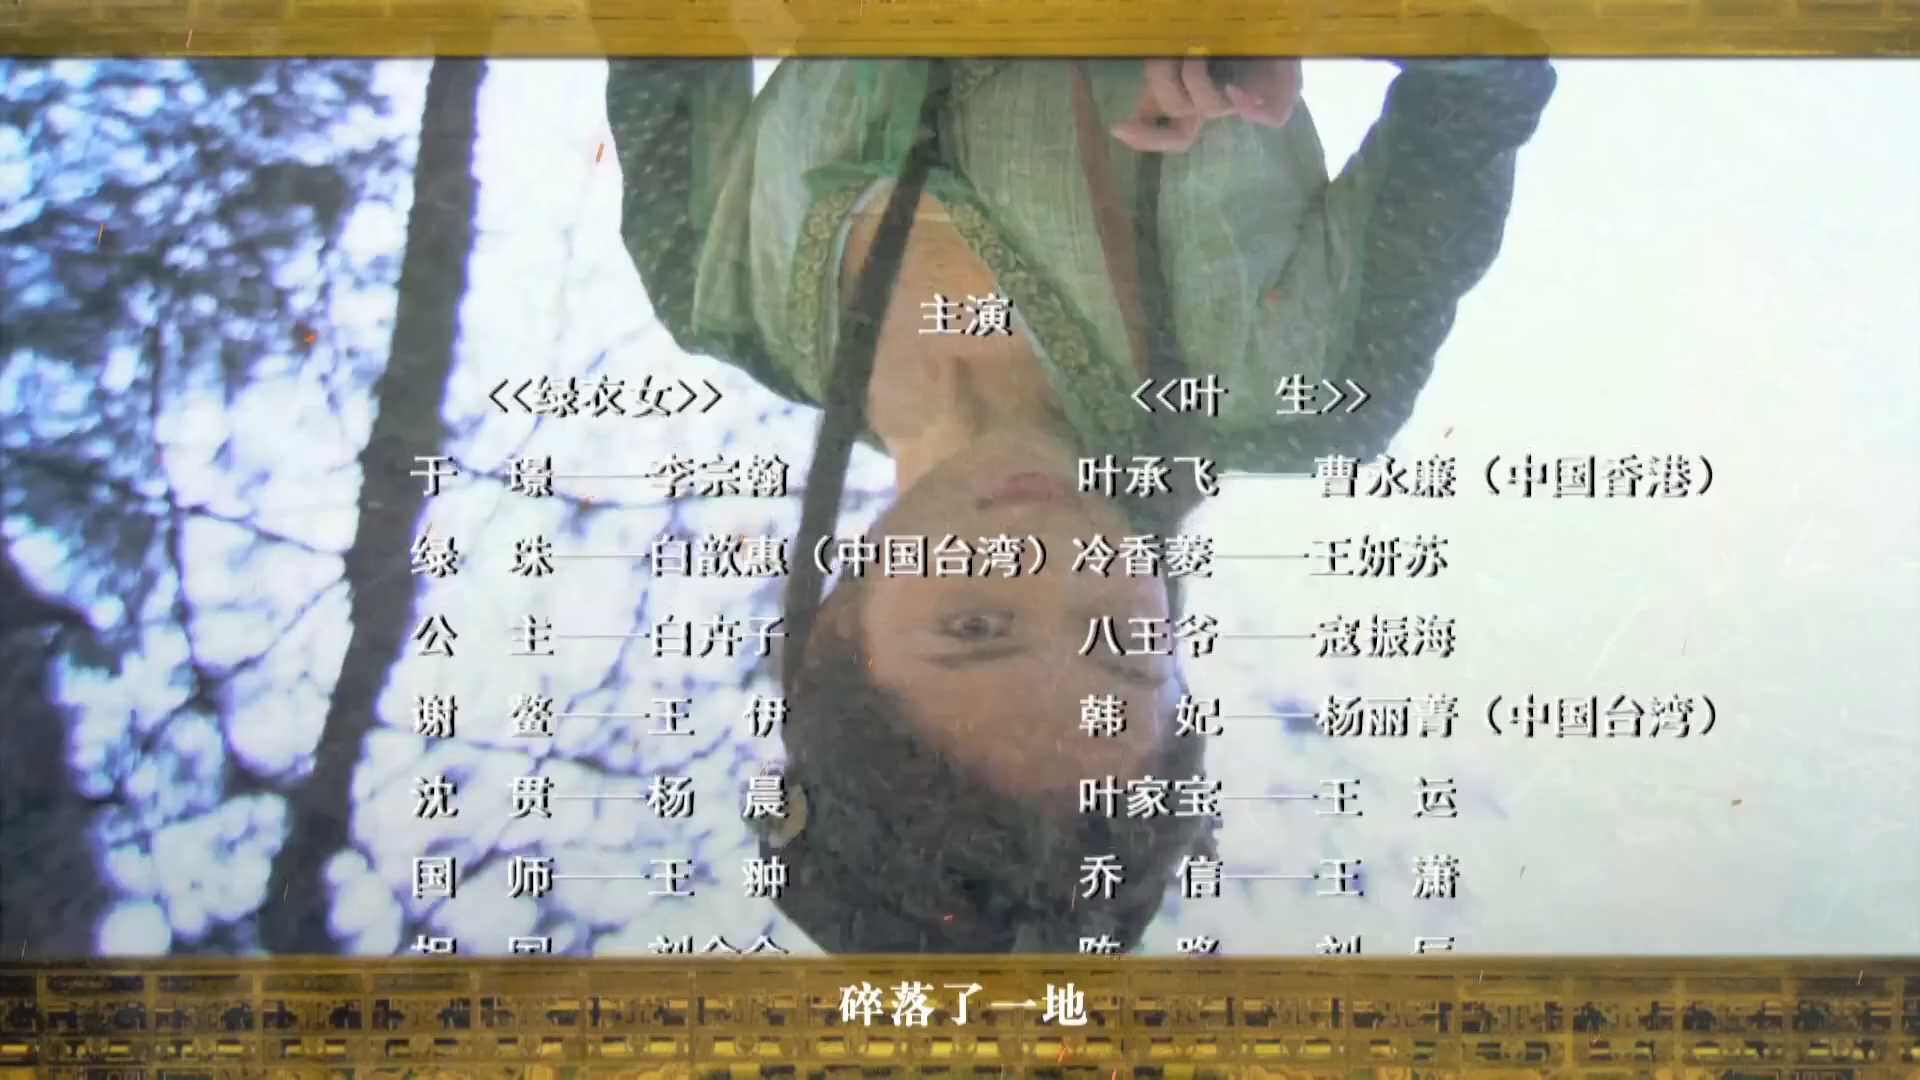 主演
<<绿衣女>> <<叶 生>>
于 璟——李宗翰 叶承飞——曹永廉（中国香港）
绿 珠——白歆惠（中国台湾） 冷香菱——王妍苏
公 主——白卉子 八王爷——寇振海
谢 鳌——王 伊 韩 妃——杨丽菁（中国台湾）
沈 贯——杨 晨 叶家宝——王 运
国 师——王 翀 乔 信——王 潇
碎落了一地